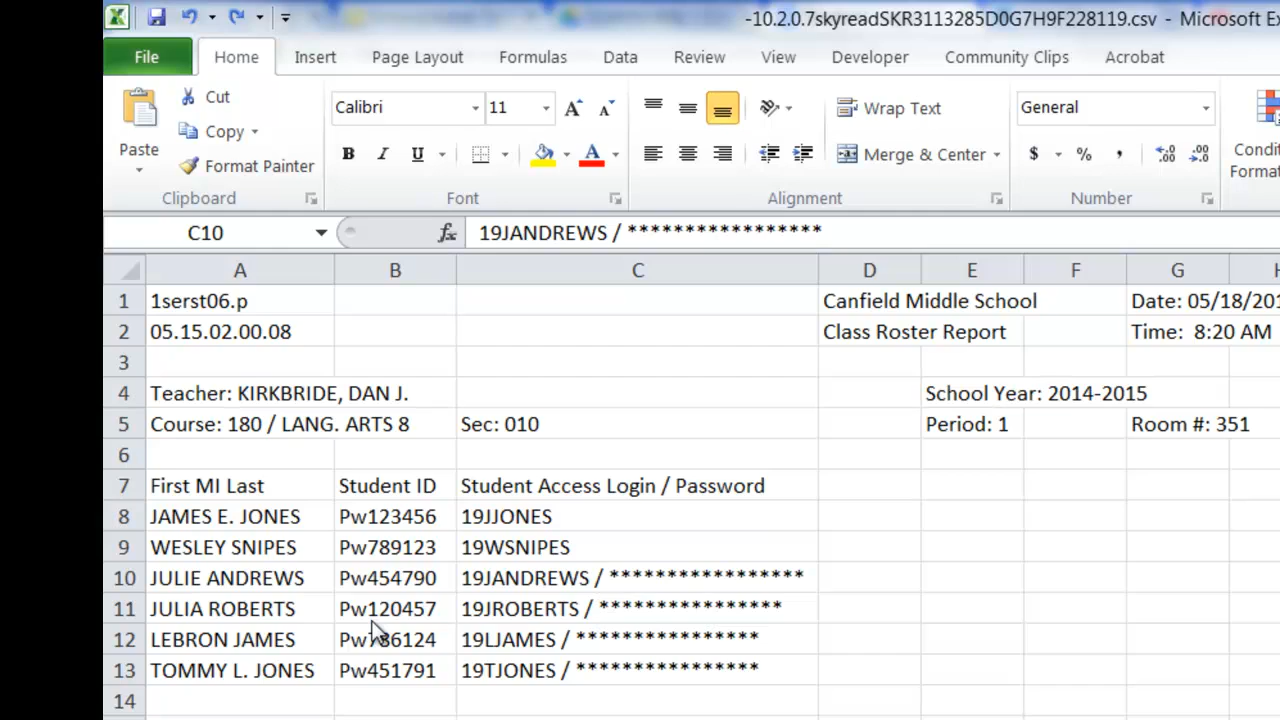 -10.2.0.7skyreadSKR3113285D0G7H9F228119.csv - Microsoft Ex
File Home Insert Page Layout Formulas Data Review View Developer Community Clips Acrobat
Cut
Copy
Format Painter
Paste
Calibri 11
B I U A
Wrap Text
Merge & Center
General
$ % ,
Condit
Format
Clipboard Font Alignment Number
C10 fx 19JANDREWS / *****************
A B C D E F G H
1 1serst06.p Canfield Middle School Date: 05/18/201
2 05.15.02.00.08 Class Roster Report Time: 8:20 AM
3
4 Teacher: KIRKBRIDE, DAN J. School Year: 2014-2015
5 Course: 180 / LANG. ARTS 8 Sec: 010 Period: 1 Room #: 351
6
7 First MI Last Student ID Student Access Login / Password
8 JAMES E. JONES Pw123456 19JJONES
9 WESLEY SNIPES Pw789123 19WSNIPES
10 JULIE ANDREWS Pw454790 19JANDREWS / *****************
11 JULIA ROBERTS Pw120457 19JROBERTS / ****************
12 LEBRON JAMES Pw786124 19LJAMES / ****************
13 TOMMY L. JONES Pw451791 19TJONES / ****************
14